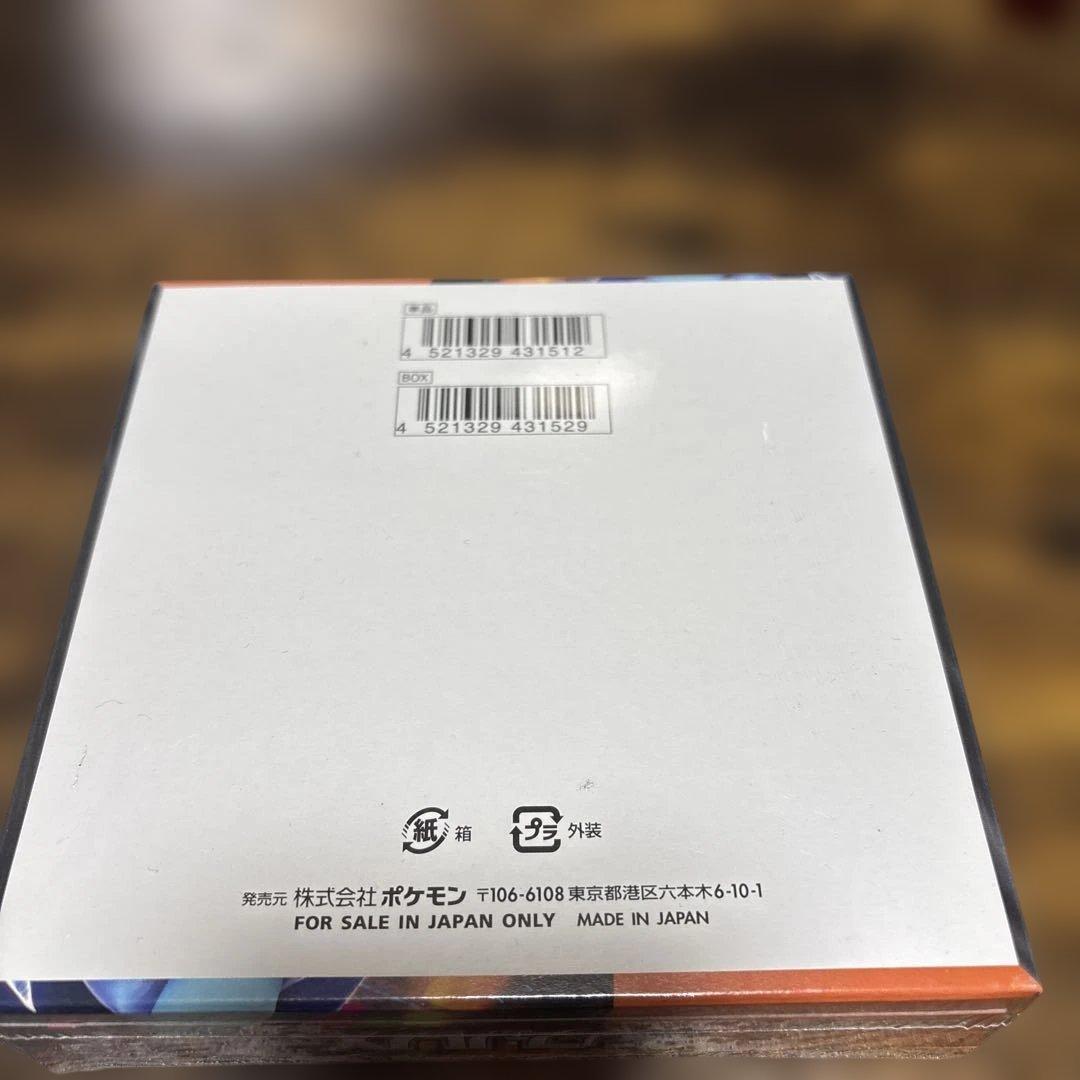 単品
4 521329 431512
BOX
4 521329 431529
紙 箱 プラ 外装
発売元 株式会社 ポケモン 〒106-6108 東京都港区六本木6-10-1
FOR SALE IN JAPAN ONLY MADE IN JAPAN